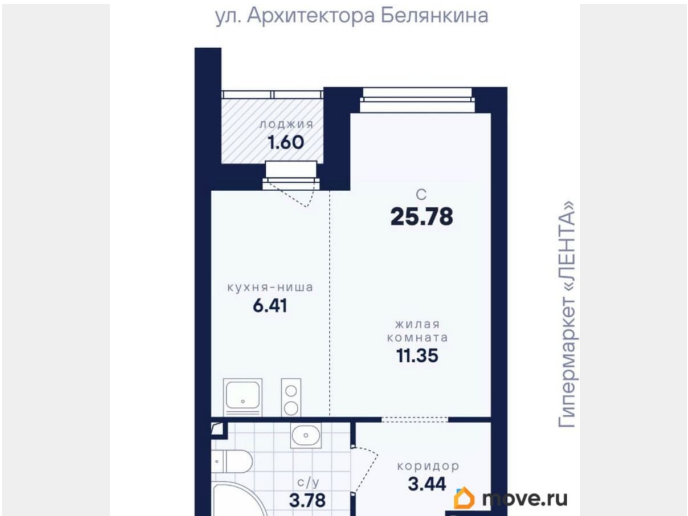 ул. Архитектора Белянкина
лоджия
1.60
С
25.78
кухня-ниша
6.41
жилая
комната
11.35
Гипермаркет «ЛЕНТА»
с/у
3.78
коридор
3.44
move.ru